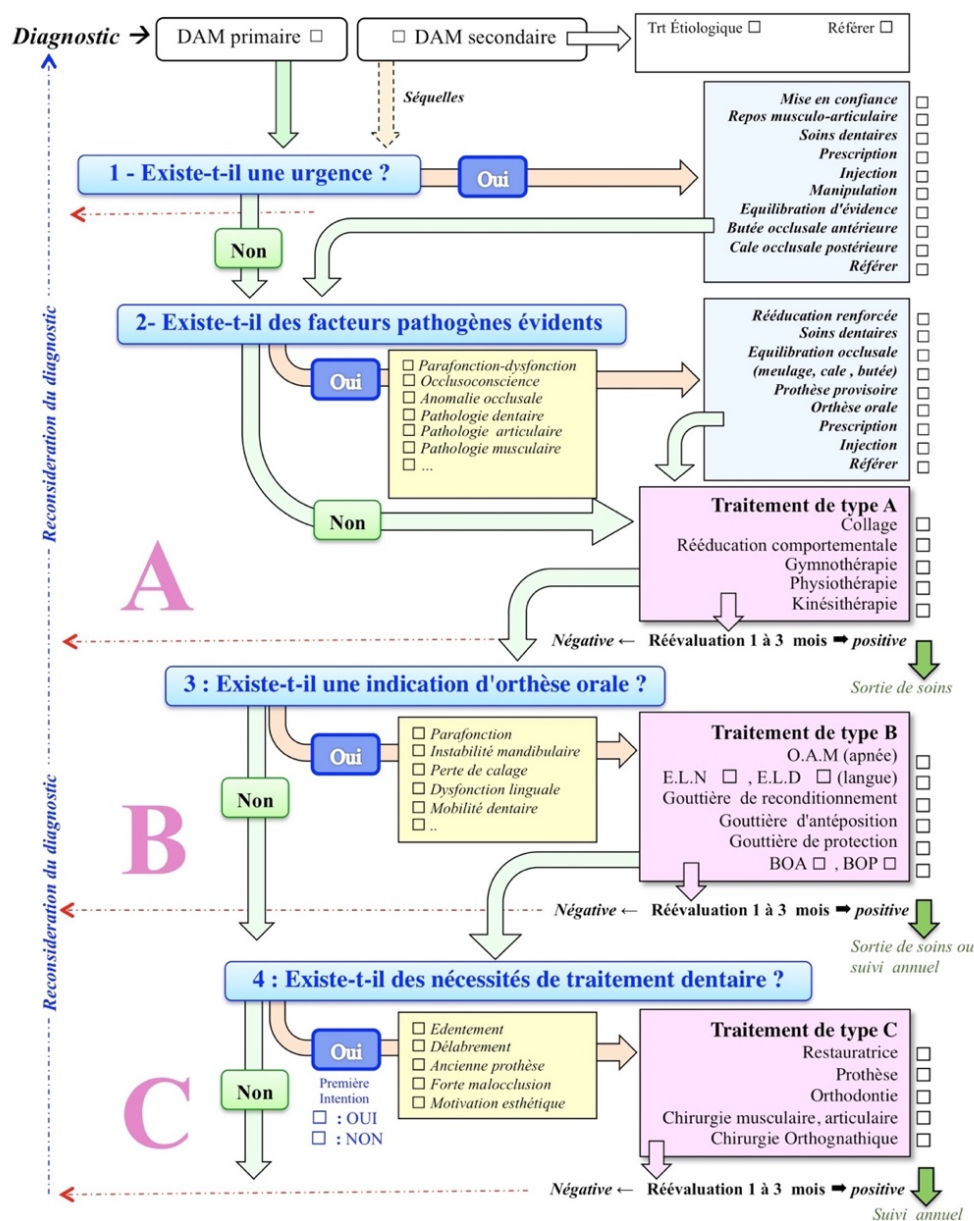 Diagnostic → DAM primaire □ □ DAM secondaire Trt Étiologique □ Référer □
Séquelles
Mise en confiance □
Repos musculo-articulaire □
Soins dentaires □
Prescription □
Injection □
Manipulation □
Equilibration d'évidence □
Butée occlusale antérieure □
Cale occlusale postérieure □
Référer □
1 - Existe-t-il une urgence ?
Oui
Non
2- Existe-t-il des facteurs pathogènes évidents
Oui
□ Parafonction-dysfonction
□ Occlusoconscience
□ Anomalie occlusale
□ Pathologie dentaire
□ Pathologie articulaire
□ Pathologie musculaire
□ ...
Rééducation renforcée □
Soins dentaires □
Equilibration occlusale □
(meulage, cale , butée) □
Prothèse provisoire □
Orthèse orale □
Prescription □
Injection □
Référer □
Non
Reconsideration du diagnostic
A
Traitement de type A
Collage □
Rééducation comportementale □
Gymnothérapie □
Physiothérapie □
Kinésithérapie □
Négative ← Réévaluation 1 à 3 mois ➡ positive
Sortie de soins
3 : Existe-t-il une indication d'orthèse orale ?
Oui
Non
□ Parafonction
□ Instabilité mandibulaire
□ Perte de calage
□ Dysfonction linguale
□ Mobilité dentaire
□ ..
B
Traitement de type B
O.A.M (apnée) □
E.L.N □ , E.L.D □ (langue) □
Gouttière de reconditionnement □
Gouttière d'antéposition □
Gouttière de protection □
BOA □ , BOP □ □
Négative ← Réévaluation 1 à 3 mois ➡ positive
Sortie de soins ou
suivi annuel
Reconsideration du diagnostic
4 : Existe-t-il des nécessités de traitement dentaire ?
Oui
Non
Première
Intention
□ : OUI
□ : NON
□ Edentement
□ Délabrement
□ Ancienne prothèse
□ Forte malocclusion
□ Motivation esthétique
C
Traitement de type C
Restauratrice □
Prothèse □
Orthodontie □
Chirurgie musculaire, articulaire □
Chirurgie Orthognathique □
Négative ← Réévaluation 1 à 3 mois ➡ positive
Suivi annuel